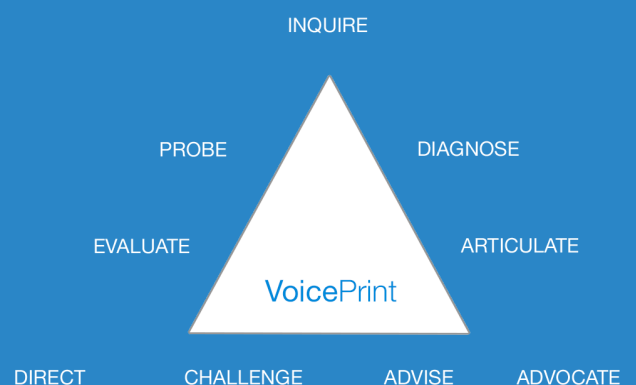 INQUIRE
PROBE DIAGNOSE
EVALUATE ARTICULATE
VoicePrint
DIRECT CHALLENGE ADVISE ADVOCATE